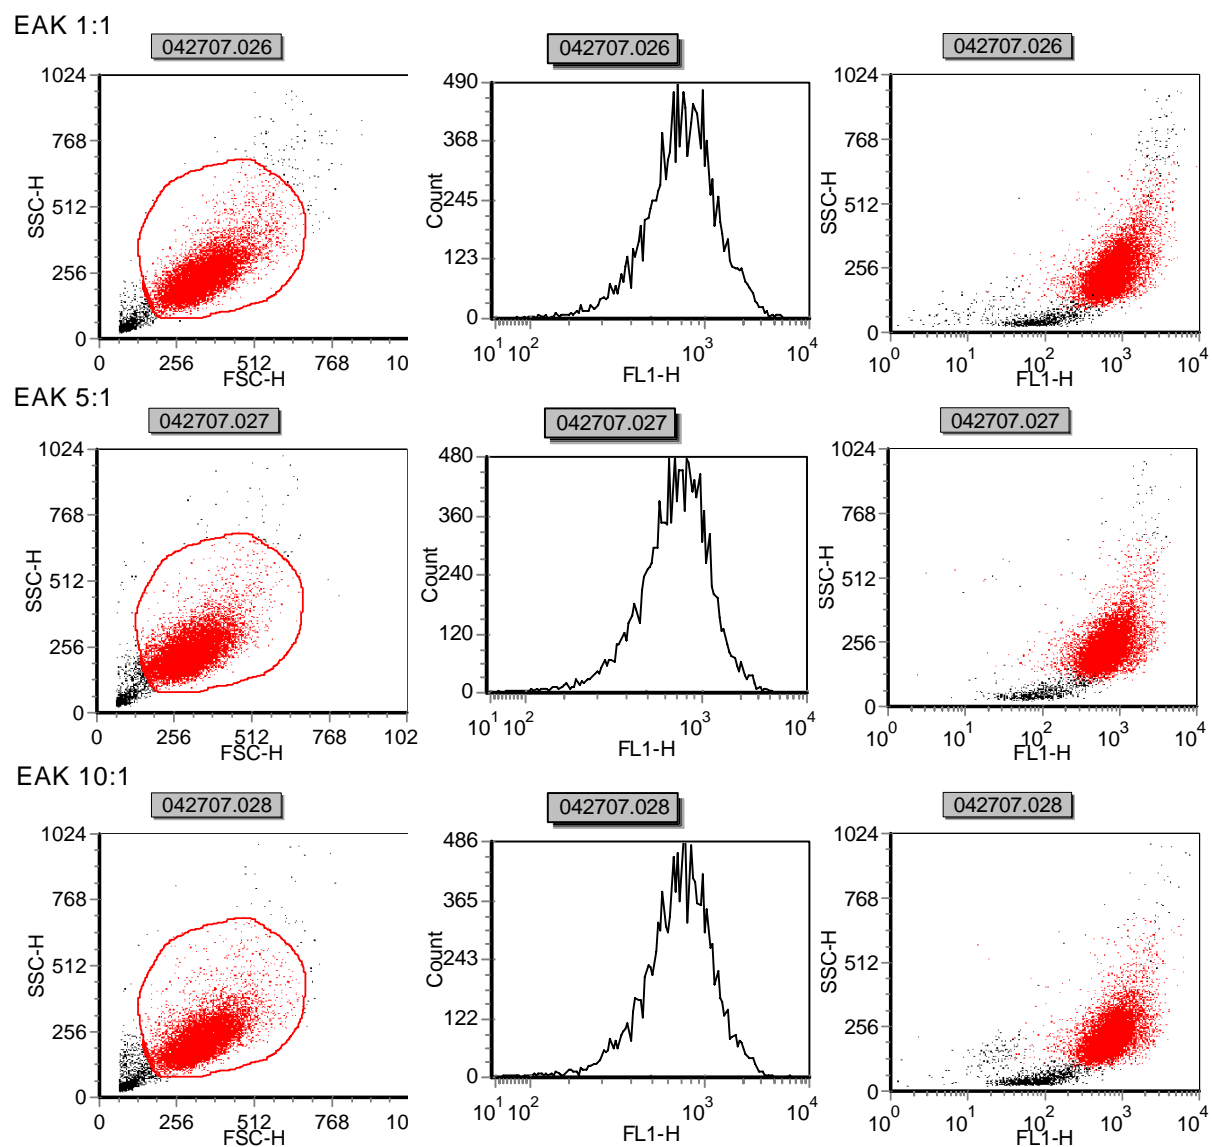 EAK 1:1
042707.026
042707.026
042707.026
1024
768
512
256
0
SSC-H
0 256 512 768 10
FSC-H
490
368
245
123
0
Count
10^1 10^2 10^3 10^4
FL1-H
1024
768
512
256
0
SSC-H
10^0 10^1 10^2 10^3 10^4
FL1-H
EAK 5:1
042707.027
042707.027
042707.027
1024
768
512
256
0
SSC-H
0 256 512 768 102
FSC-H
480
360
240
120
0
Count
10^1 10^2 10^3 10^4
FL1-H
1024
768
512
256
0
SSC-H
10^0 10^1 10^2 10^3 10^4
FL1-H
EAK 10:1
042707.028
042707.028
042707.028
1024
768
512
256
0
SSC-H
0 256 512 768 10
FSC-H
486
365
243
122
0
Count
10^1 10^2 10^3 10^4
FL1-H
1024
768
512
256
0
SSC-H
10^0 10^1 10^2 10^3 10^4
FL1-H